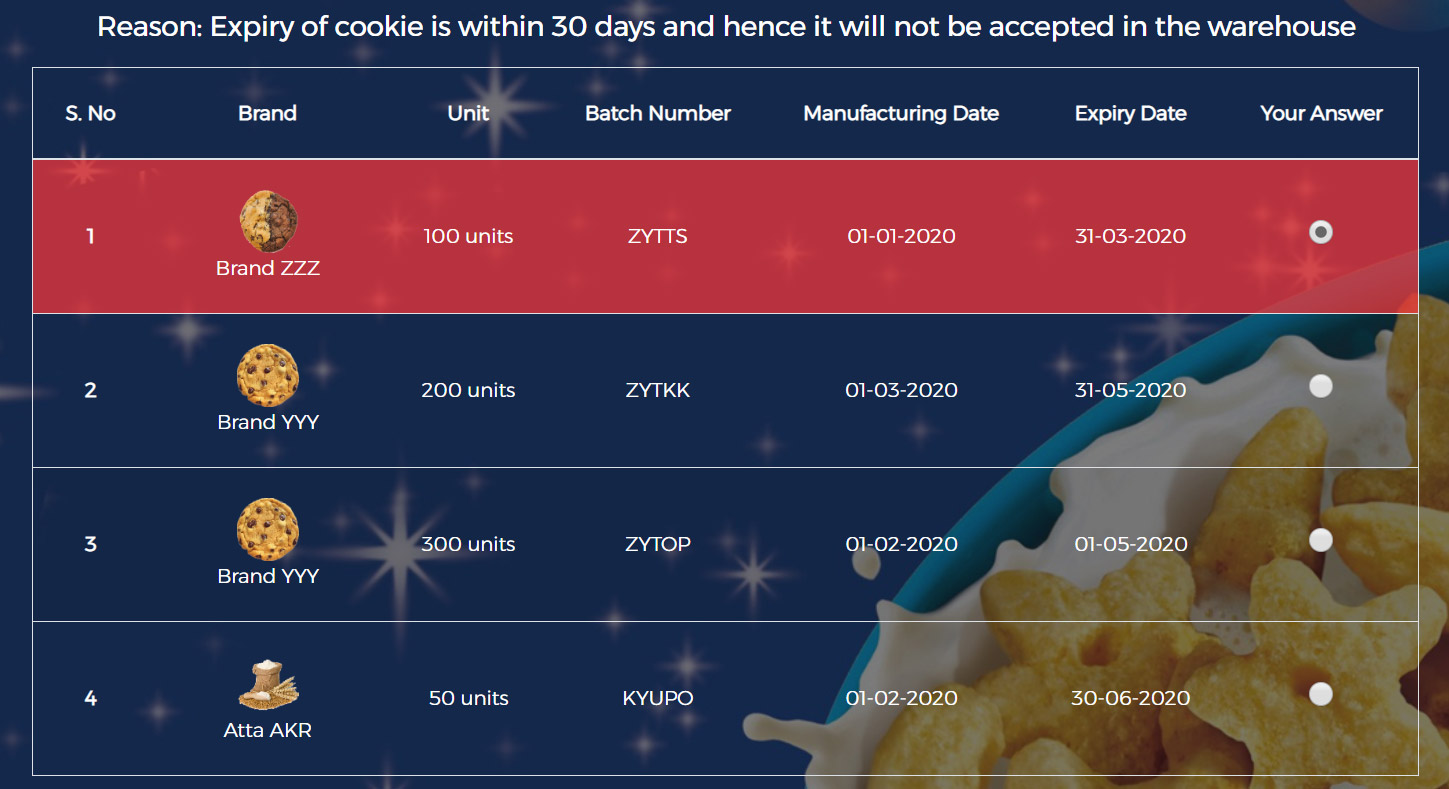 Reason: Expiry of cookie is within 30 days and hence it will not be accepted in the warehouse
S. No Brand Unit Batch Number Manufacturing Date Expiry Date Your Answer
1 Brand ZZZ 100 units ZYTTS 01-01-2020 31-03-2020
2 Brand YYY 200 units ZYTKK 01-03-2020 31-05-2020
3 Brand YYY 300 units ZYTOP 01-02-2020 01-05-2020
4 Atta AKR 50 units KYUPO 01-02-2020 30-06-2020